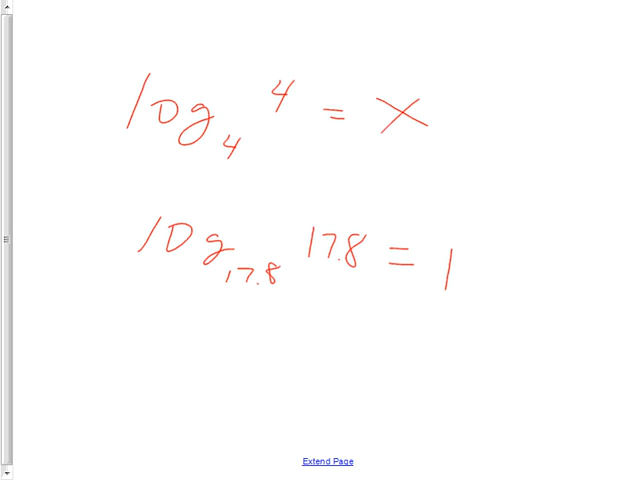 log₄ 4 = x
log₁₇.₈ 17.8 = 1
Extend Page